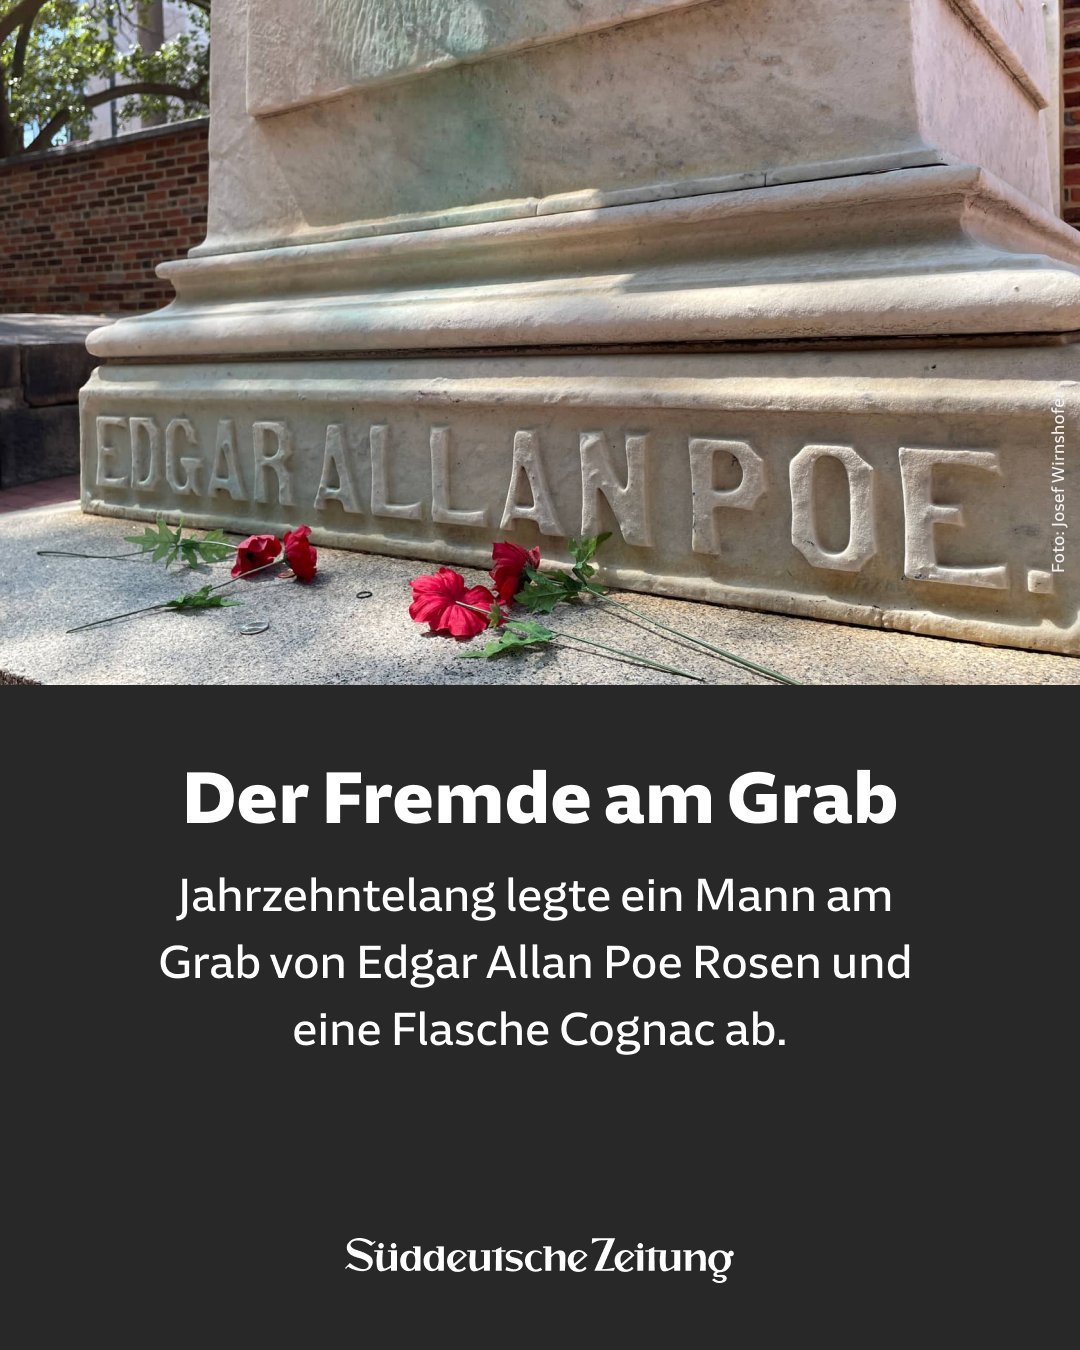 EDGAR ALLAN POE.
Foto: Josef Wirnshofe
Der Fremde am Grab
Jahrzehntelang legte ein Mann am
Grab von Edgar Allan Poe Rosen und
eine Flasche Cognac ab.
Süddeutsche Zeitung